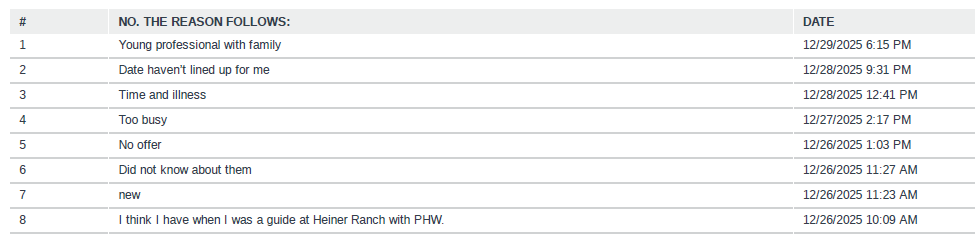 # NO. THE REASON FOLLOWS: DATE
1 Young professional with family 12/29/2025 6:15 PM
2 Date haven't lined up for me 12/28/2025 9:31 PM
3 Time and illness 12/28/2025 12:41 PM
4 Too busy 12/27/2025 2:17 PM
5 No offer 12/26/2025 1:03 PM
6 Did not know about them 12/26/2025 11:27 AM
7 new 12/26/2025 11:23 AM
8 I think I have when I was a guide at Heiner Ranch with PHW. 12/26/2025 10:09 AM